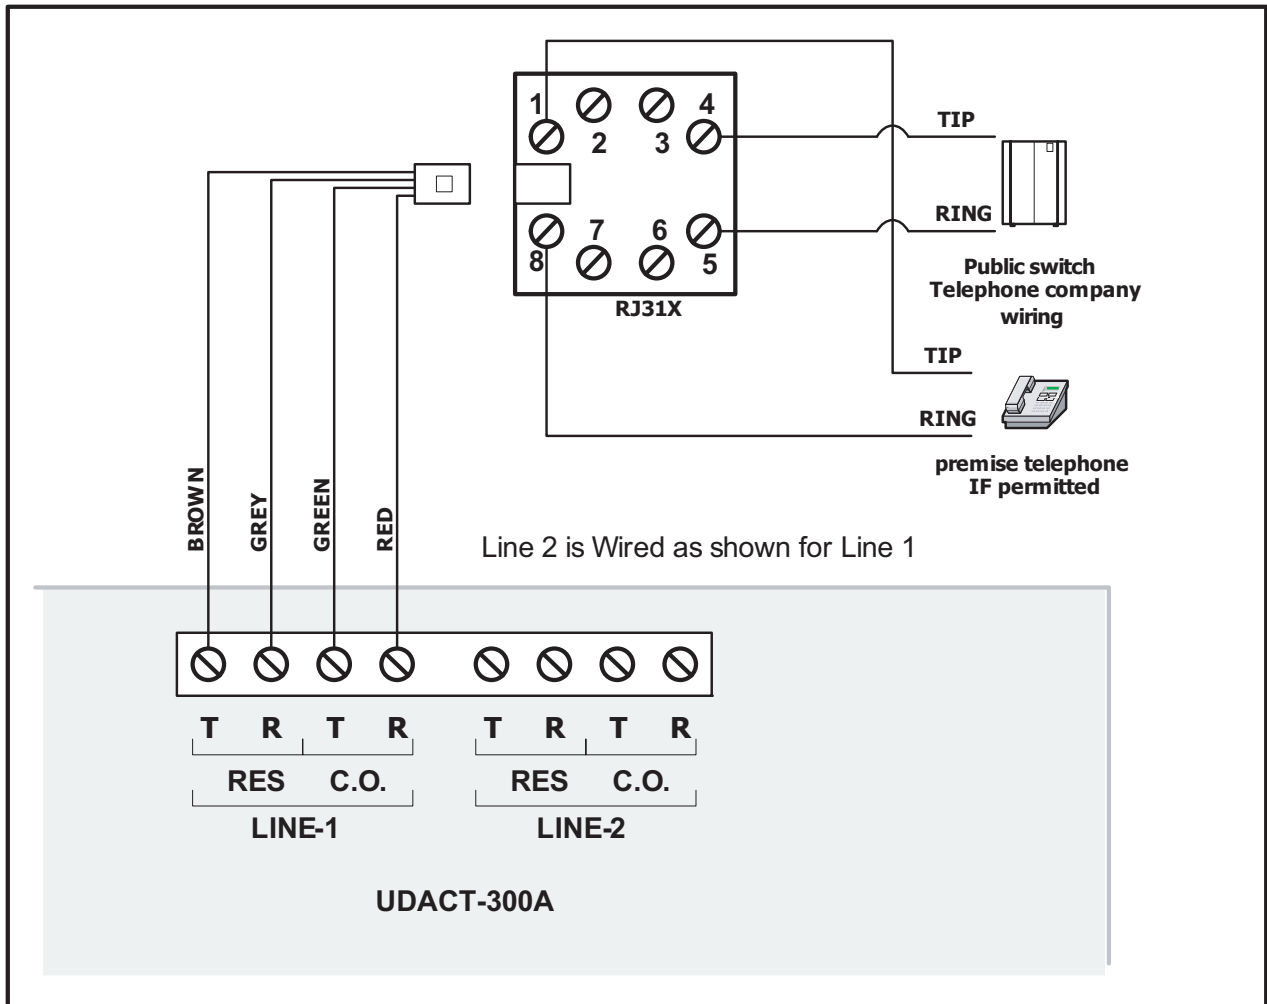 1 4
2 3
TIP
RING
7 6
8 5
RJ31X
Public switch
Telephone company
wiring
TIP
RING
premise telephone
IF permitted
BROWN
GREY
GREEN
RED
Line 2 is Wired as shown for Line 1
T R T R T R T R
RES C.O. RES C.O.
LINE-1 LINE-2
UDACT-300A